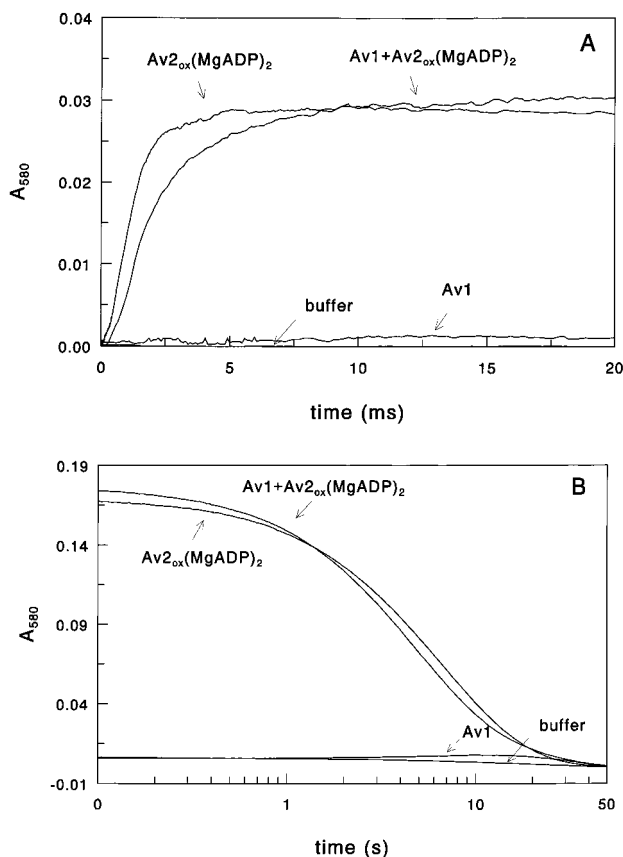 A
Av2ox(MgADP)2
Av1+Av2ox(MgADP)2
0.04
0.03
0.02
0.01
0.00
A580
buffer
Av1
0 5 10 15 20
time (ms)
B
Av1+Av2ox(MgADP)2
Av2ox(MgADP)2
0.19
0.14
0.09
0.04
-0.01
A580
Av1
buffer
0 1 10 50
time (s)